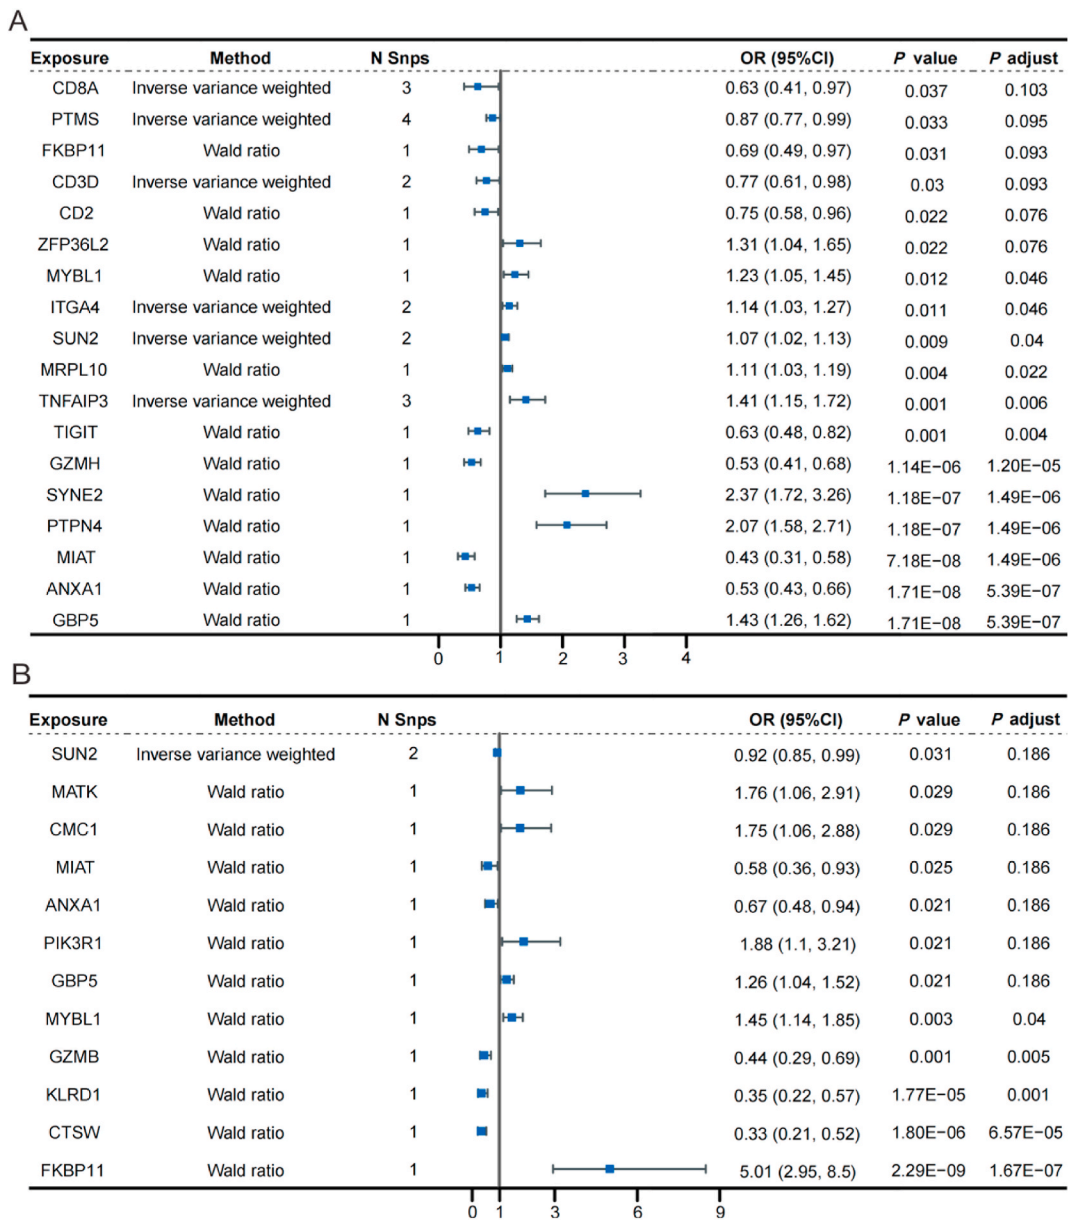 A
Exposure Method N Snps OR (95%CI) P value P adjust
CD8A Inverse variance weighted 3 0.63 (0.41, 0.97) 0.037 0.103
PTMS Inverse variance weighted 4 0.87 (0.77, 0.99) 0.033 0.095
FKBP11 Wald ratio 1 0.69 (0.49, 0.97) 0.031 0.093
CD3D Inverse variance weighted 2 0.77 (0.61, 0.98) 0.03 0.093
CD2 Wald ratio 1 0.75 (0.58, 0.96) 0.022 0.076
ZFP36L2 Wald ratio 1 1.31 (1.04, 1.65) 0.022 0.076
MYBL1 Wald ratio 1 1.23 (1.05, 1.45) 0.012 0.046
ITGA4 Inverse variance weighted 2 1.14 (1.03, 1.27) 0.011 0.046
SUN2 Inverse variance weighted 2 1.07 (1.02, 1.13) 0.009 0.04
MRPL10 Wald ratio 1 1.11 (1.03, 1.19) 0.004 0.022
TNFAIP3 Inverse variance weighted 3 1.41 (1.15, 1.72) 0.001 0.006
TIGIT Wald ratio 1 0.63 (0.48, 0.82) 0.001 0.004
GZMH Wald ratio 1 0.53 (0.41, 0.68) 1.14E−06 1.20E−05
SYNE2 Wald ratio 1 2.37 (1.72, 3.26) 1.18E−07 1.49E−06
PTPN4 Wald ratio 1 2.07 (1.58, 2.71) 1.18E−07 1.49E−06
MIAT Wald ratio 1 0.43 (0.31, 0.58) 7.18E−08 1.49E−06
ANXA1 Wald ratio 1 0.53 (0.43, 0.66) 1.71E−08 5.39E−07
GBP5 Wald ratio 1 1.43 (1.26, 1.62) 1.71E−08 5.39E−07
0 1 2 3 4
B
Exposure Method N Snps OR (95%CI) P value P adjust
SUN2 Inverse variance weighted 2 0.92 (0.85, 0.99) 0.031 0.186
MATK Wald ratio 1 1.76 (1.06, 2.91) 0.029 0.186
CMC1 Wald ratio 1 1.75 (1.06, 2.88) 0.029 0.186
MIAT Wald ratio 1 0.58 (0.36, 0.93) 0.025 0.186
ANXA1 Wald ratio 1 0.67 (0.48, 0.94) 0.021 0.186
PIK3R1 Wald ratio 1 1.88 (1.1, 3.21) 0.021 0.186
GBP5 Wald ratio 1 1.26 (1.04, 1.52) 0.021 0.186
MYBL1 Wald ratio 1 1.45 (1.14, 1.85) 0.003 0.04
GZMB Wald ratio 1 0.44 (0.29, 0.69) 0.001 0.005
KLRD1 Wald ratio 1 0.35 (0.22, 0.57) 1.77E−05 0.001
CTSW Wald ratio 1 0.33 (0.21, 0.52) 1.80E−06 6.57E−05
FKBP11 Wald ratio 1 5.01 (2.95, 8.5) 2.29E−09 1.67E−07
0 1 3 6 9